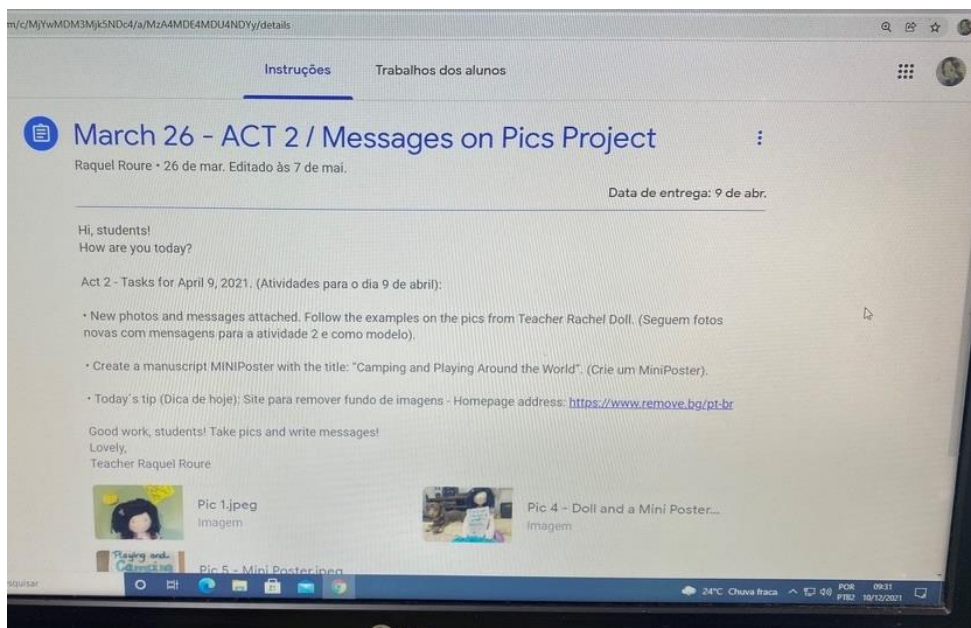 m/c/MjYwMDM3Mjk5NDc4/a/MzA4MDE4MDU4NDYy/details
Instruções Trabalhos dos alunos
March 26 - ACT 2 / Messages on Pics Project
Raquel Roure • 26 de mar. Editado às 7 de mai.
Data de entrega: 9 de abr.
Hi, students!
How are you today?
Act 2 - Tasks for April 9, 2021. (Atividades para o dia 9 de abril):
• New photos and messages attached. Follow the examples on the pics from Teacher Rachel Doll. (Seguem fotos
novas com mensagens para a atividade 2 e como modelo).
• Create a manuscript MINIPoster with the title: "Camping and Playing Around the World". (Crie um MiniPoster).
• Today´s tip (Dica de hoje): Site para remover fundo de imagens - Homepage address: https://www.remove.bg/pt-br
Good work, students! Take pics and write messages!
Lovely,
Teacher Raquel Roure
Pic 1.jpeg
Imagem
Pic 4 - Doll and a Mini Poster...
Imagem
Playing and
Camping
Pic 5 - Mini Poster.jpeg
squisar
24°C Chuva fraca
POR
PTB2
09:31
10/12/2021